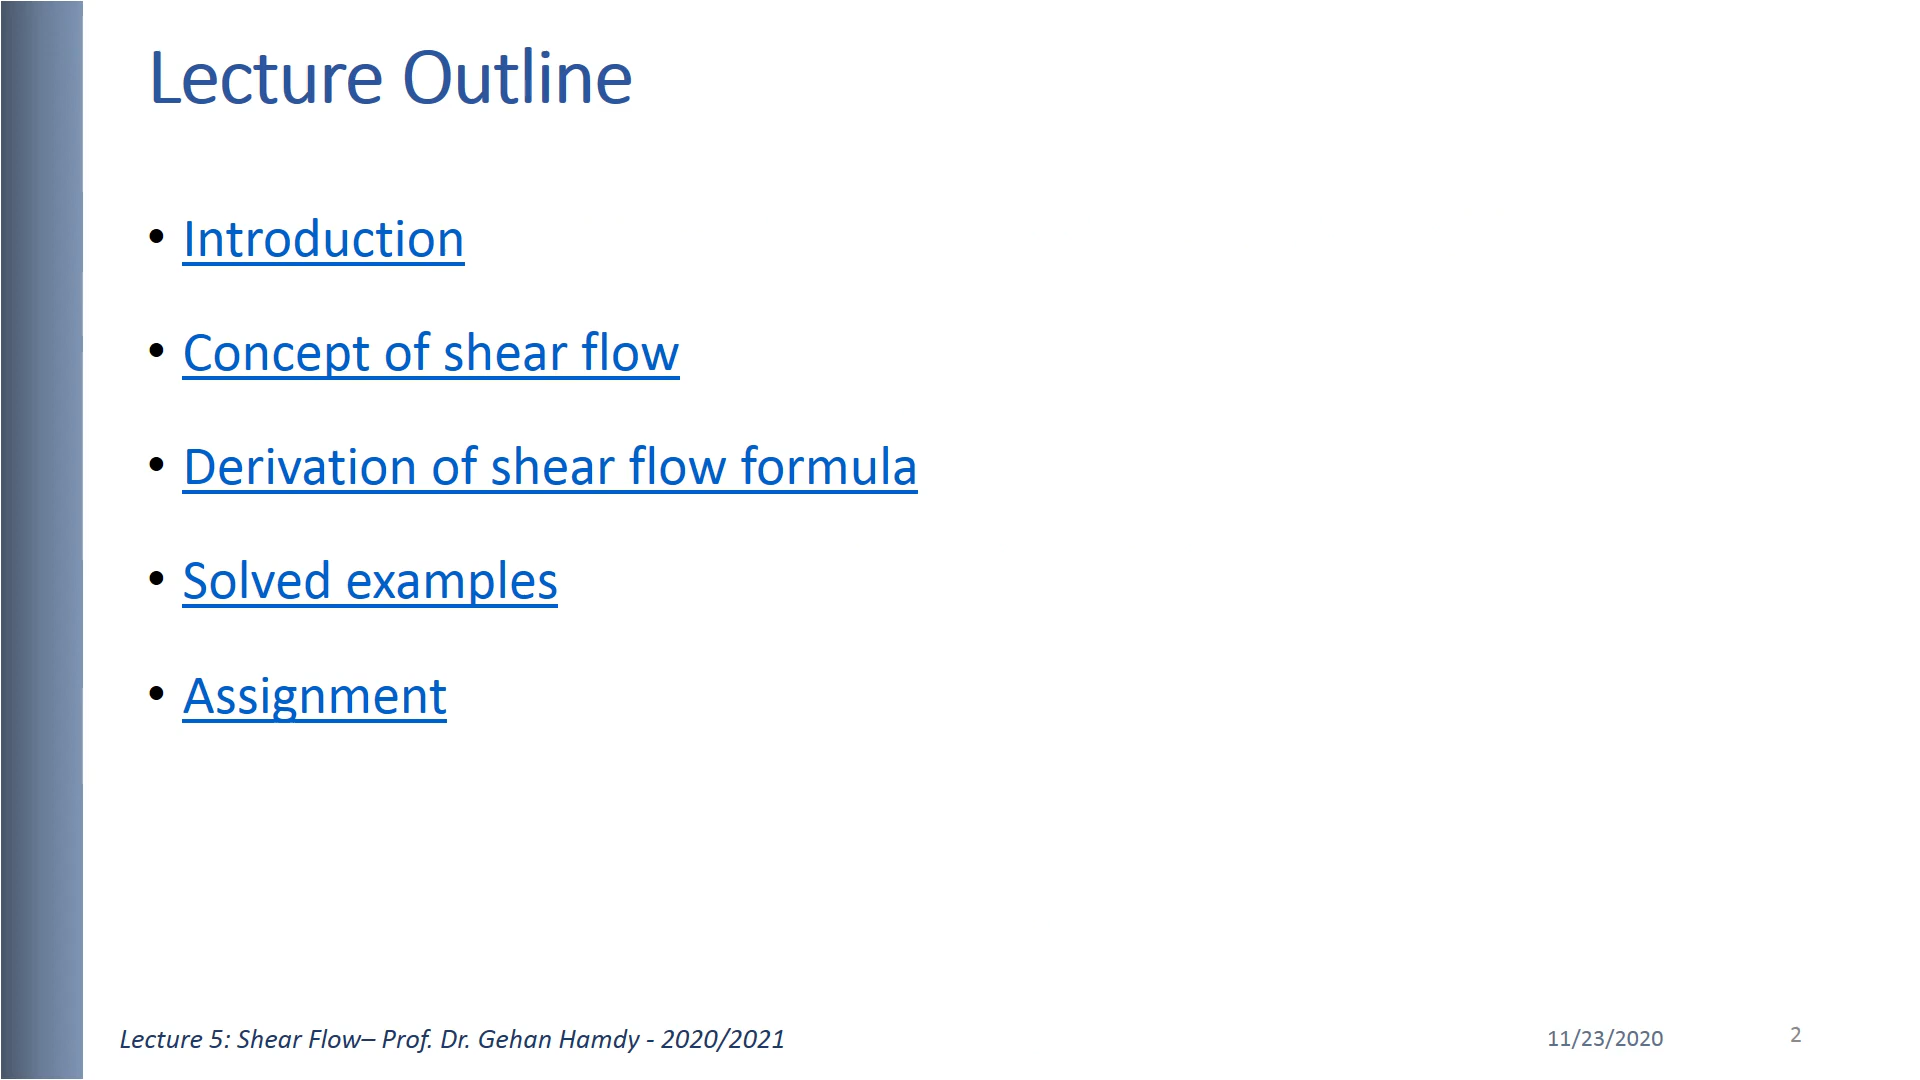 Lecture Outline
• Introduction
• Concept of shear flow
• Derivation of shear flow formula
• Solved examples
• Assignment
Lecture 5: Shear Flow– Prof. Dr. Gehan Hamdy - 2020/2021
11/23/2020
2